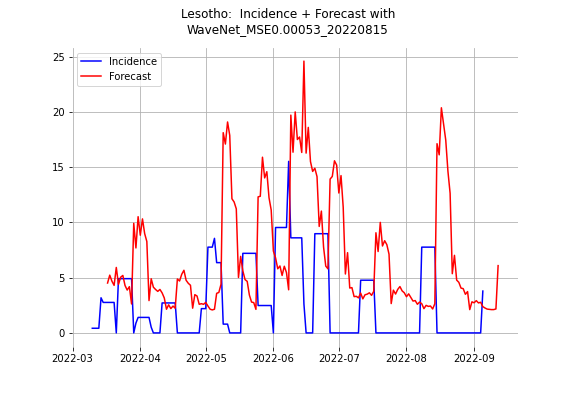 Lesotho:  Incidence + Forecast with
WaveNet_MSE0.00053_20220815
Incidence
Forecast
25
20
15
10
5
0
2022-03 2022-04 2022-05 2022-06 2022-07 2022-08 2022-09